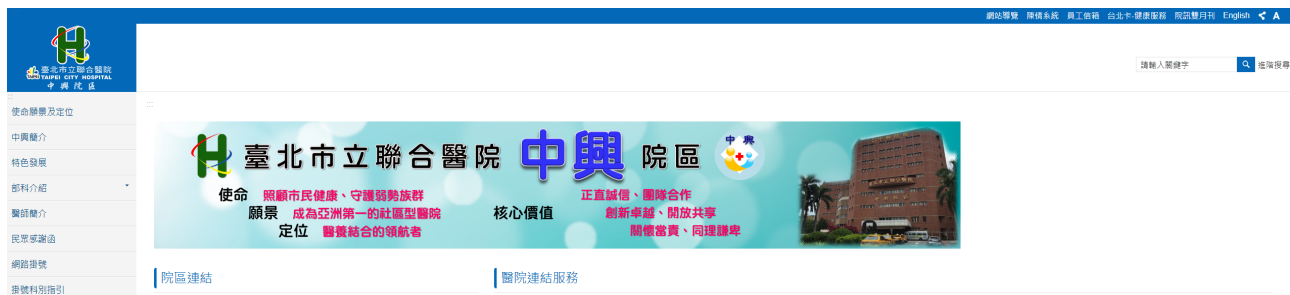 網站導覽 陳情系統 員工信箱 台北卡-健康服務 院訊雙月刊 English A
臺北市立聯合醫院
TAIPEI CITY HOSPITAL
中興院區
請輸入關鍵字 進階搜尋
:::
使命願景及定位
中興簡介
特色發展
部科介紹
醫師簡介
民眾感謝函
網路掛號
掛號科別指引
:::
臺北市立聯合醫院 中興 院區
中興
使命 照顧市民健康、守護弱勢族群
願景 成為亞洲第一的社區型醫院
定位 醫養結合的領航者
核心價值
正直誠信、團隊合作
創新卓越、開放共享
關懷當責、同理謙卑
院區連結
醫院連結服務